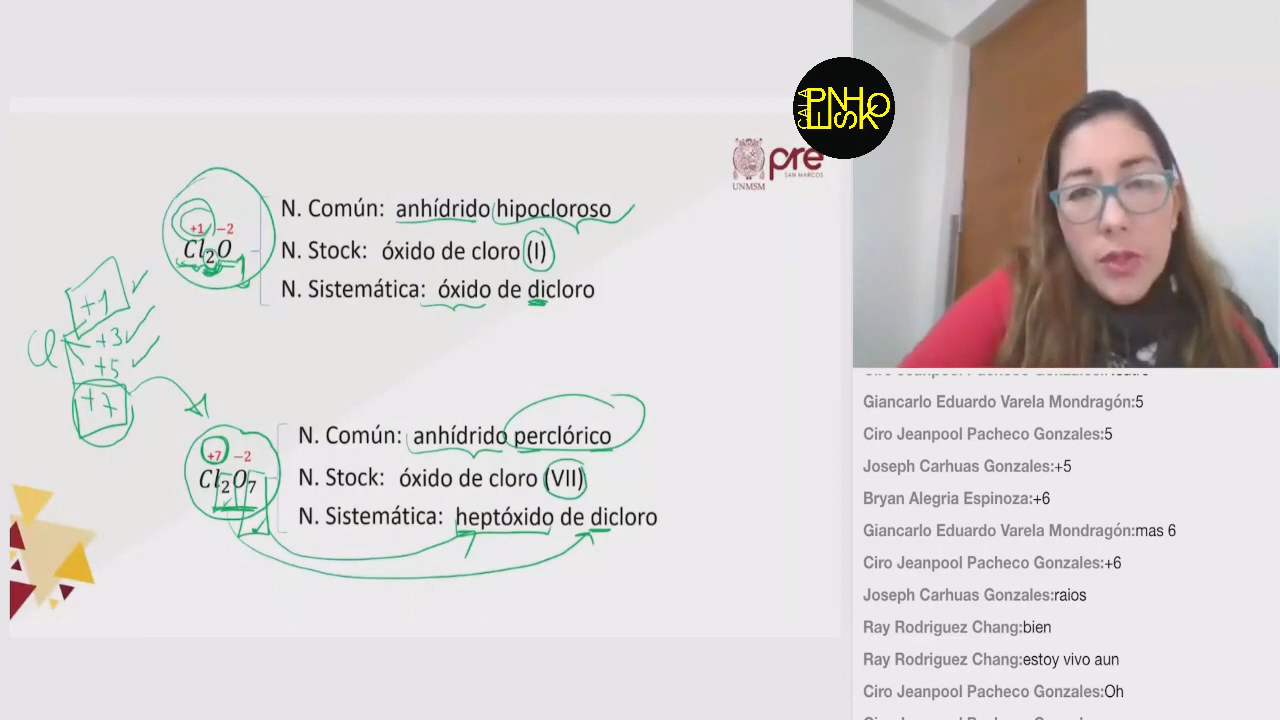 CALA
PNHO
ESK
pre
SAN MARCOS
UNMSM
+1 −2
Cl₂O
N. Común: anhídrido hipocloroso
N. Stock: óxido de cloro (I)
N. Sistemática: óxido de dicloro
+1
Cl +3
+5
+7
+7 −2
Cl₂O₇
N. Común: anhídrido perclórico
N. Stock: óxido de cloro (VII)
N. Sistemática: heptóxido de dicloro
Giancarlo Eduardo Varela Mondragón:5
Ciro Jeanpool Pacheco Gonzales:5
Joseph Carhuas Gonzales:+5
Bryan Alegria Espinoza:+6
Giancarlo Eduardo Varela Mondragón:mas 6
Ciro Jeanpool Pacheco Gonzales:+6
Joseph Carhuas Gonzales:raios
Ray Rodriguez Chang:bien
Ray Rodriguez Chang:estoy vivo aun
Ciro Jeanpool Pacheco Gonzales:Oh